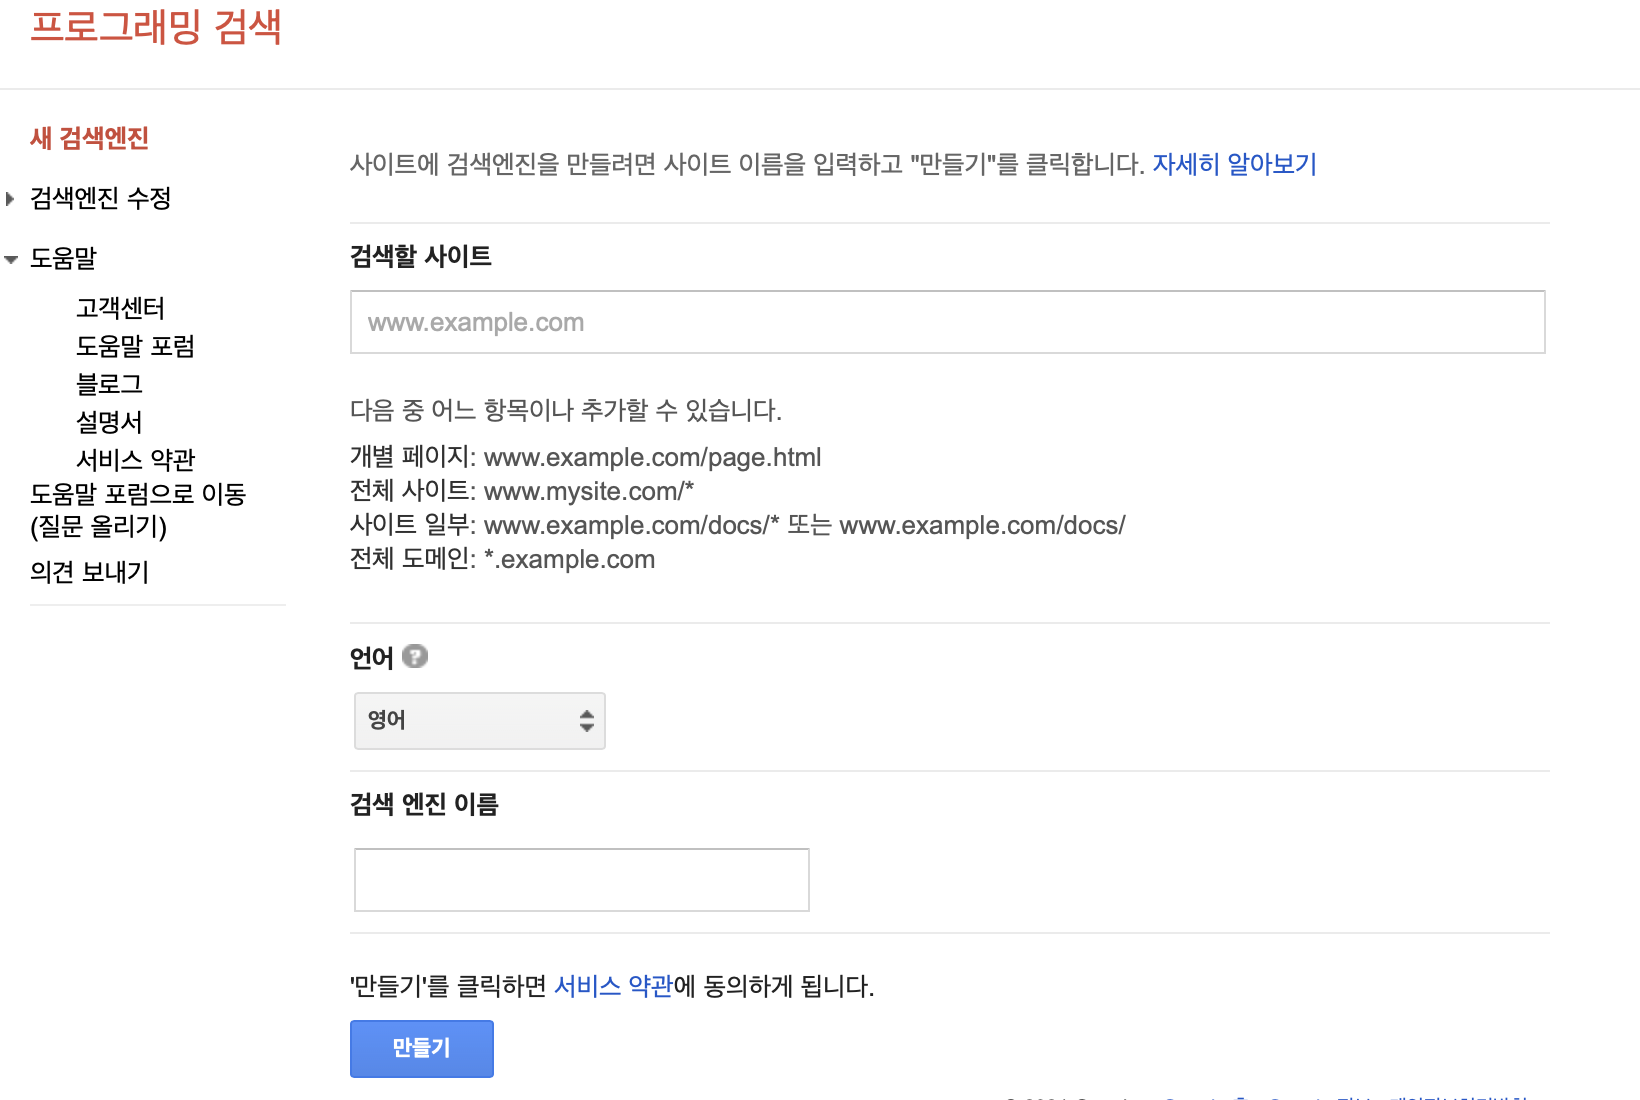 프로그래밍 검색
새 검색엔진
검색엔진 수정
도움말
고객센터
도움말 포럼
블로그
설명서
서비스 약관
도움말 포럼으로 이동
(질문 올리기)
의견 보내기
사이트에 검색엔진을 만들려면 사이트 이름을 입력하고 "만들기"를 클릭합니다. 자세히 알아보기
검색할 사이트
www.example.com
다음 중 어느 항목이나 추가할 수 있습니다.
개별 페이지: www.example.com/page.html
전체 사이트: www.mysite.com/*
사이트 일부: www.example.com/docs/* 또는 www.example.com/docs/
전체 도메인: *.example.com
언어 ?
영어
검색 엔진 이름
'만들기'를 클릭하면 서비스 약관에 동의하게 됩니다.
만들기